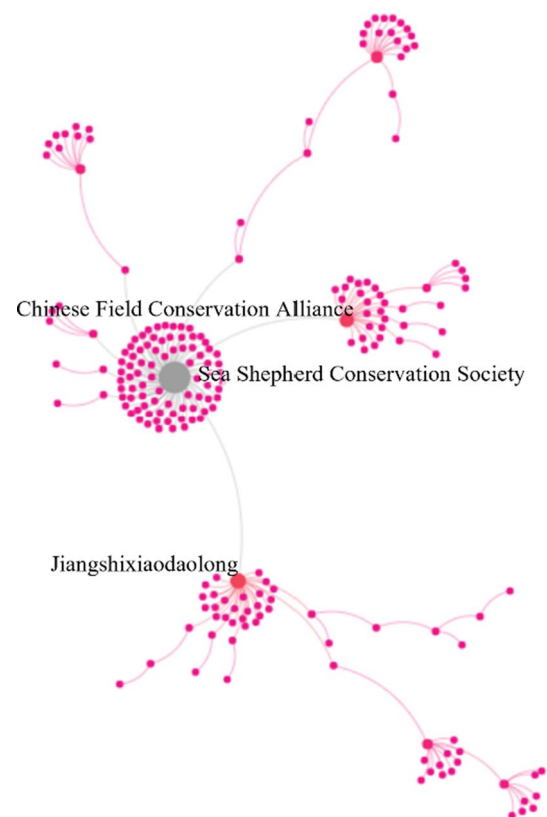 Chinese Field Conservation Alliance
Sea Shepherd Conservation Society
Jiangshixiaodaolong